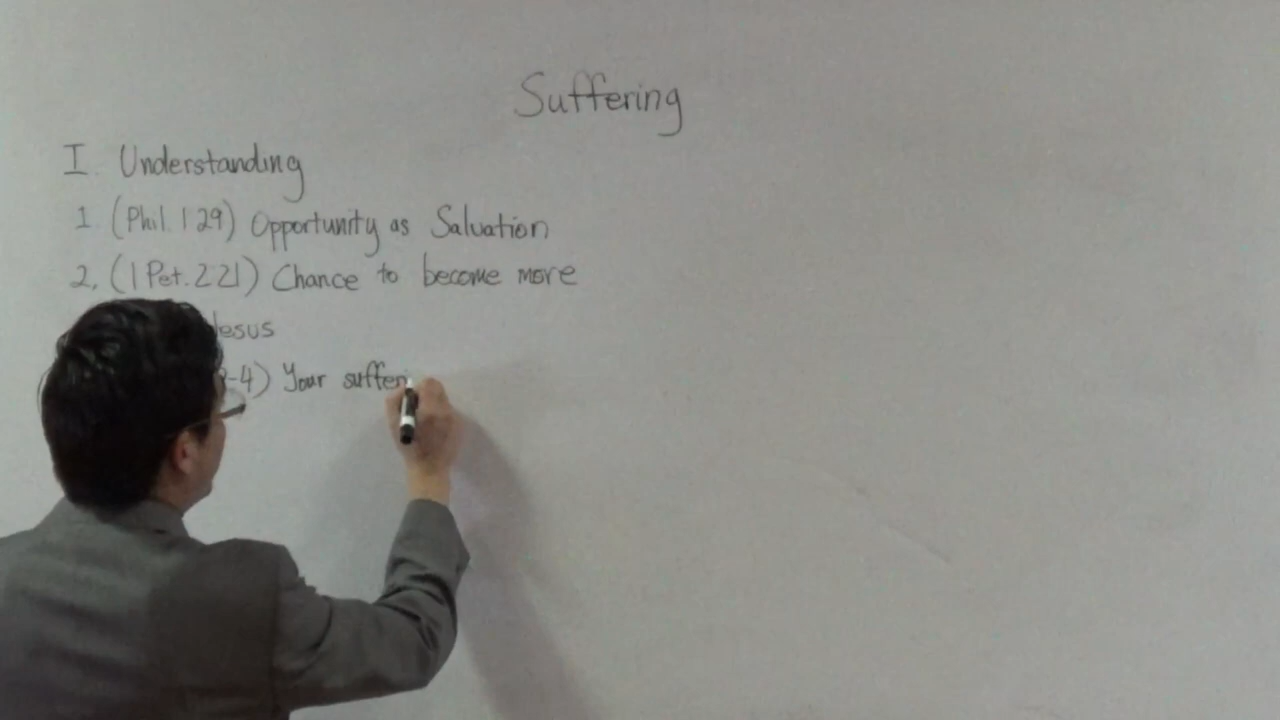 Suffering
I. Understanding
1. (Phil. 1 29) Opportunity as Salvation
2. (1 Pet. 2 21) Chance to become more
Jesus
-4) Your sufferi